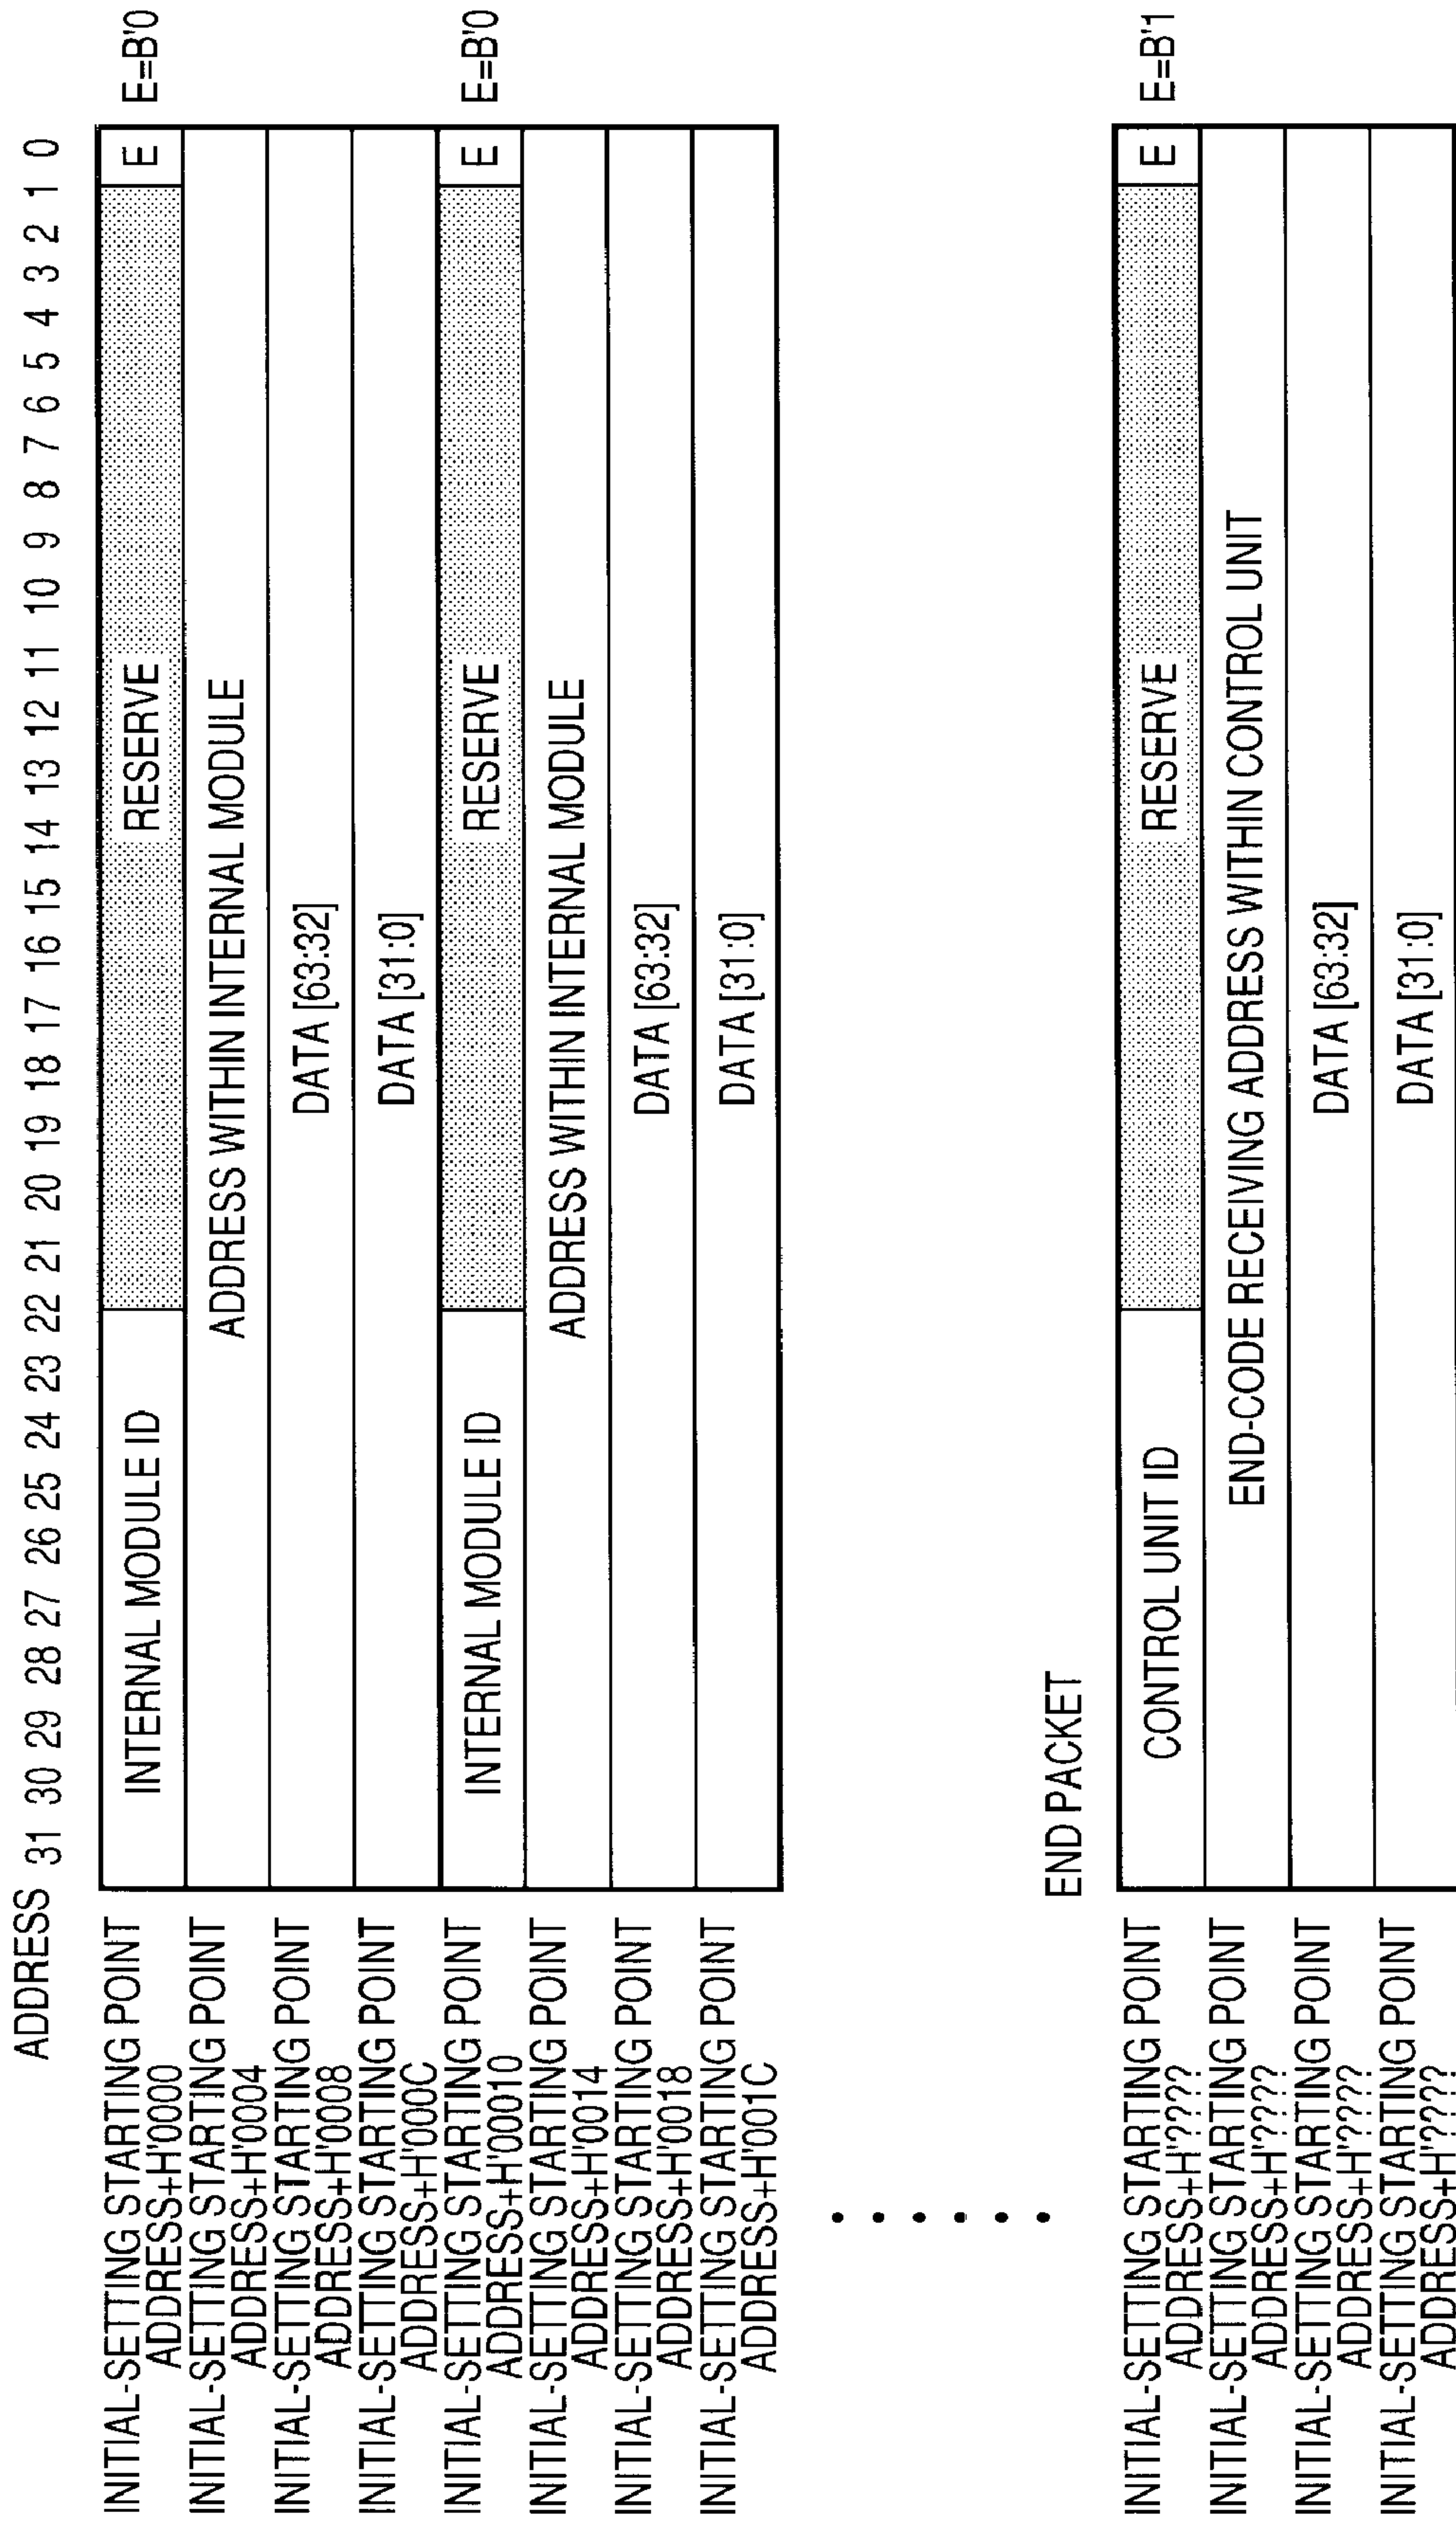 ADDRESS 31 30 29 28 27 26 25 24 23 22 21 20 19 18 17 16 15 14 13 12 11 10 9 8 7 6 5 4 3 2 1 0
INITIAL-SETTING STARTING POINT
ADDRESS+H'0000
INTERNAL MODULE ID RESERVE E E=B'0
INITIAL-SETTING STARTING POINT
ADDRESS+H'0004
ADDRESS WITHIN INTERNAL MODULE
INITIAL-SETTING STARTING POINT
ADDRESS+H'0008
DATA [63:32]
INITIAL-SETTING STARTING POINT
ADDRESS+H'000C
DATA [31:0]
INITIAL-SETTING STARTING POINT
ADDRESS+H'00010
INTERNAL MODULE ID RESERVE E E=B'0
INITIAL-SETTING STARTING POINT
ADDRESS+H'0014
ADDRESS WITHIN INTERNAL MODULE
INITIAL-SETTING STARTING POINT
ADDRESS+H'0018
DATA [63:32]
INITIAL-SETTING STARTING POINT
ADDRESS+H'001C
DATA [31:0]
END PACKET
INITIAL-SETTING STARTING POINT
ADDRESS+H'????
CONTROL UNIT ID RESERVE E E=B'1
INITIAL-SETTING STARTING POINT
ADDRESS+H'????
END-CODE RECEIVING ADDRESS WITHIN CONTROL UNIT
INITIAL-SETTING STARTING POINT
ADDRESS+H'????
DATA [63:32]
INITIAL-SETTING STARTING POINT
ADDRESS+H'????
DATA [31:0]